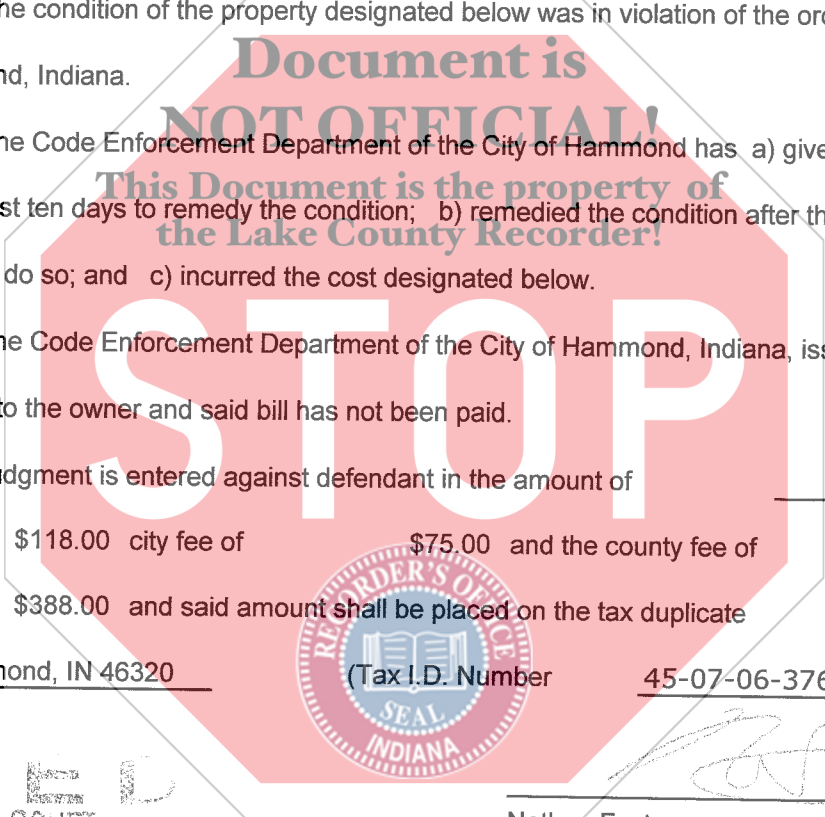 he condition of the property designated below was in violation of the ord
Document is
nd, Indiana.
NOT OFFICIAL!
ne Code Enforcement Department of the City of Hammond has a) give
This Document is the property of
st ten days to remedy the condition; b) remedied the condition after th
the Lake County Recorder!
do so; and c) incurred the cost designated below.
STOP
ne Code Enforcement Department of the City of Hammond, Indiana, iss
to the owner and said bill has not been paid.
dgment is entered against defendant in the amount of
$118.00 city fee of $75.00 and the county fee of
RECORDER'S OFFICE
$388.00 and said amount shall be placed on the tax duplicate
ond, IN 46320 (Tax I.D. Number 45-07-06-376
SEAL
INDIANA
E D